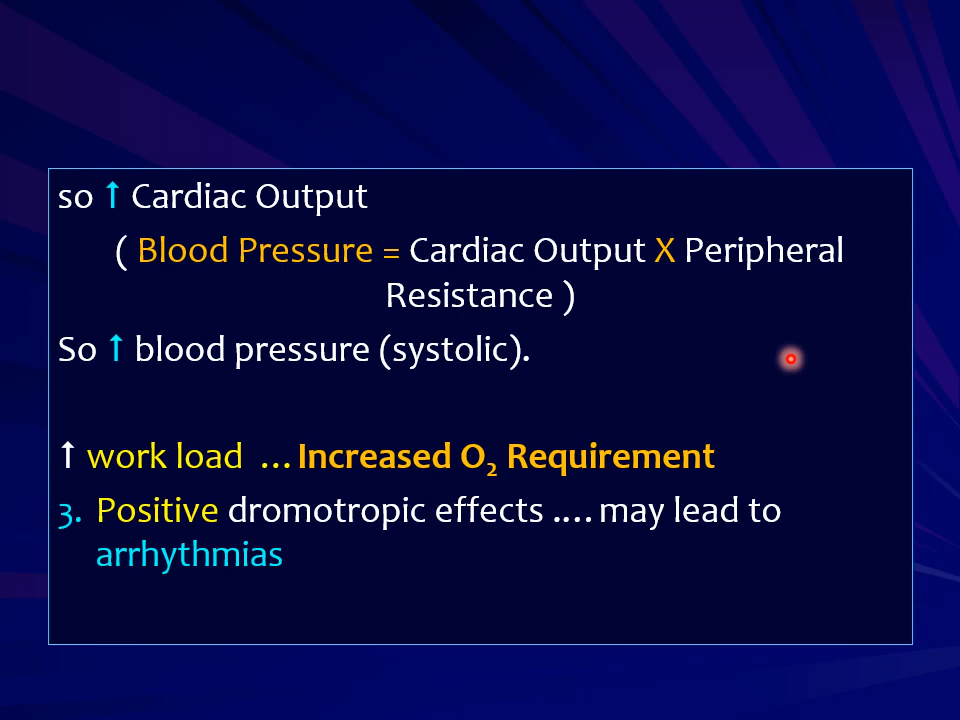 so ↑ Cardiac Output
( Blood Pressure = Cardiac Output X Peripheral
Resistance )
So ↑ blood pressure (systolic).
↑ work load …Increased O₂ Requirement
3. Positive dromotropic effects .…may lead to
arrhythmias